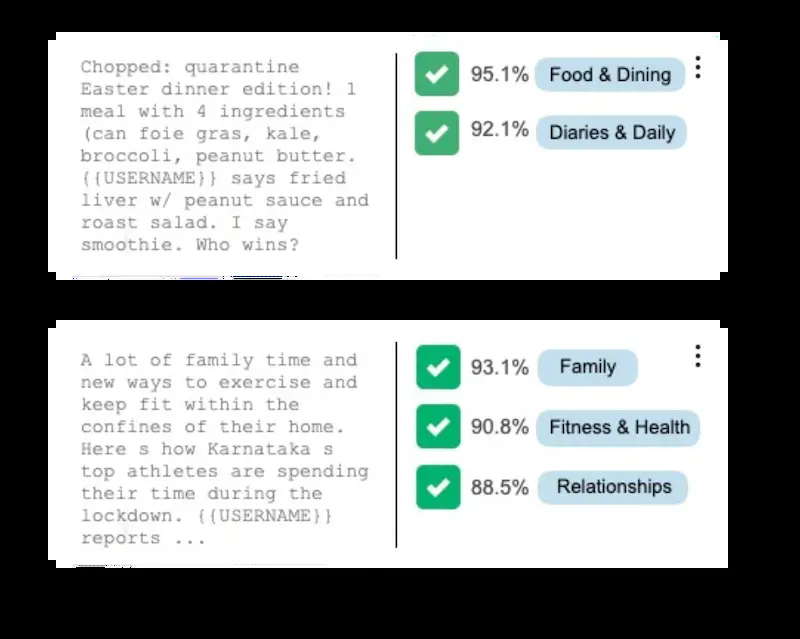 Chopped: quarantine
Easter dinner edition! 1
meal with 4 ingredients
(can foie gras, kale,
broccoli, peanut butter.
{{USERNAME}} says fried
liver w/ peanut sauce and
roast salad. I say
smoothie. Who wins?
95.1% Food & Dining
92.1% Diaries & Daily
A lot of family time and
new ways to exercise and
keep fit within the
confines of their home.
Here s how Karnataka s
top athletes are spending
their time during the
lockdown. {{USERNAME}}
reports ...
93.1% Family
90.8% Fitness & Health
88.5% Relationships